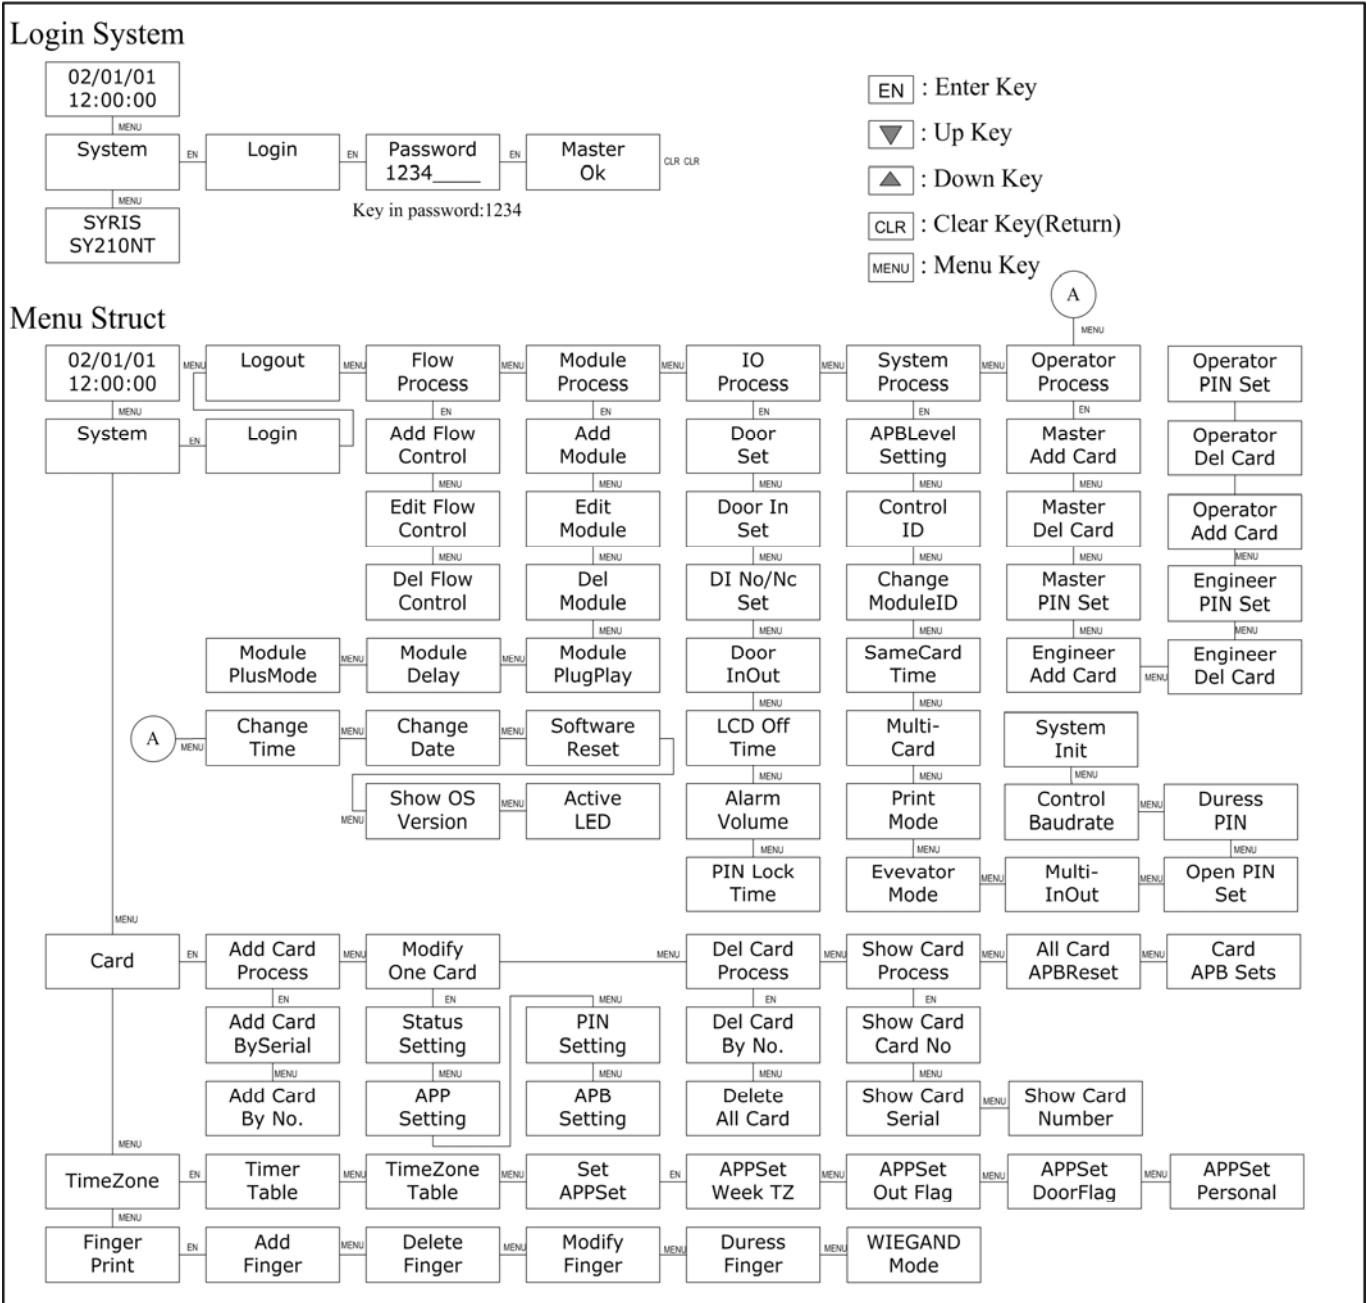 Login System
02/01/01
12:00:00
MENU
System
EN
Login
EN
Password
1234____
EN
Master
Ok
CLR CLR
MENU
Key in password:1234
SYRIS
SY210NT
EN : Enter Key
: Up Key
: Down Key
CLR : Clear Key(Return)
MENU : Menu Key
A
MENU
Menu Struct
02/01/01
12:00:00
MENU
Logout
MENU
Flow
Process
MENU
Module
Process
MENU
IO
Process
MENU
System
Process
MENU
Operator
Process
Operator
PIN Set
MENU
EN
EN
EN
EN
EN
System
EN
Login
Add Flow
Control
Add
Module
Door
Set
APBLevel
Setting
Master
Add Card
Operator
Del Card
MENU
MENU
MENU
MENU
MENU
Edit Flow
Control
Edit
Module
Door In
Set
Control
ID
Master
Del Card
Operator
Add Card
MENU
MENU
MENU
MENU
MENU
MENU
Del Flow
Control
Del
Module
DI No/Nc
Set
Change
ModuleID
Master
PIN Set
Engineer
PIN Set
MENU
MENU
MENU
MENU
MENU
Module
PlusMode
MENU
Module
Delay
MENU
Module
PlugPlay
Door
InOut
SameCard
Time
Engineer
Add Card
MENU
Engineer
Del Card
MENU
MENU
A
MENU
Change
Time
MENU
Change
Date
MENU
Software
Reset
LCD Off
Time
Multi-
Card
System
Init
MENU
MENU
MENU
MENU
Show OS
Version
MENU
Active
LED
Alarm
Volume
Print
Mode
Control
Baudrate
MENU
Duress
PIN
MENU
MENU
MENU
PIN Lock
Time
Evevator
Mode
MENU
Multi-
InOut
MENU
Open PIN
Set
MENU
Card
EN
Add Card
Process
MENU
Modify
One Card
MENU
Del Card
Process
MENU
Show Card
Process
MENU
All Card
APBReset
MENU
Card
APB Sets
EN
EN
MENU
EN
EN
Add Card
BySerial
Status
Setting
PIN
Setting
Del Card
By No.
Show Card
Card No
MENU
MENU
MENU
MENU
MENU
Add Card
By No.
APP
Setting
APB
Setting
Delete
All Card
Show Card
Serial
MENU
Show Card
Number
MENU
TimeZone
EN
Timer
Table
MENU
TimeZone
Table
MENU
Set
APPSet
EN
APPSet
Week TZ
MENU
APPSet
Out Flag
MENU
APPSet
DoorFlag
MENU
APPSet
Personal
MENU
Finger
Print
EN
Add
Finger
MENU
Delete
Finger
MENU
Modify
Finger
MENU
Duress
Finger
MENU
WIEGAND
Mode